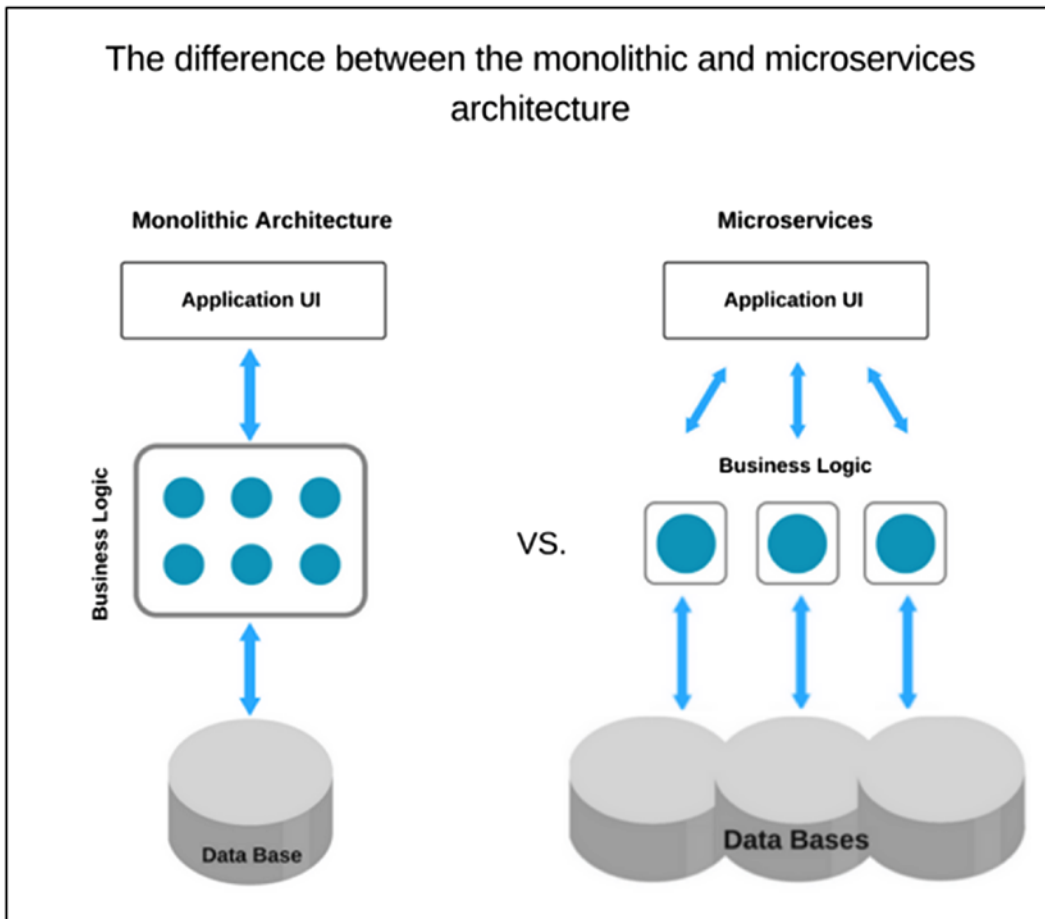 The difference between the monolithic and microservices
architecture
Monolithic Architecture
Application UI
Business Logic
Data Base
VS.
Microservices
Application UI
Business Logic
Data Bases